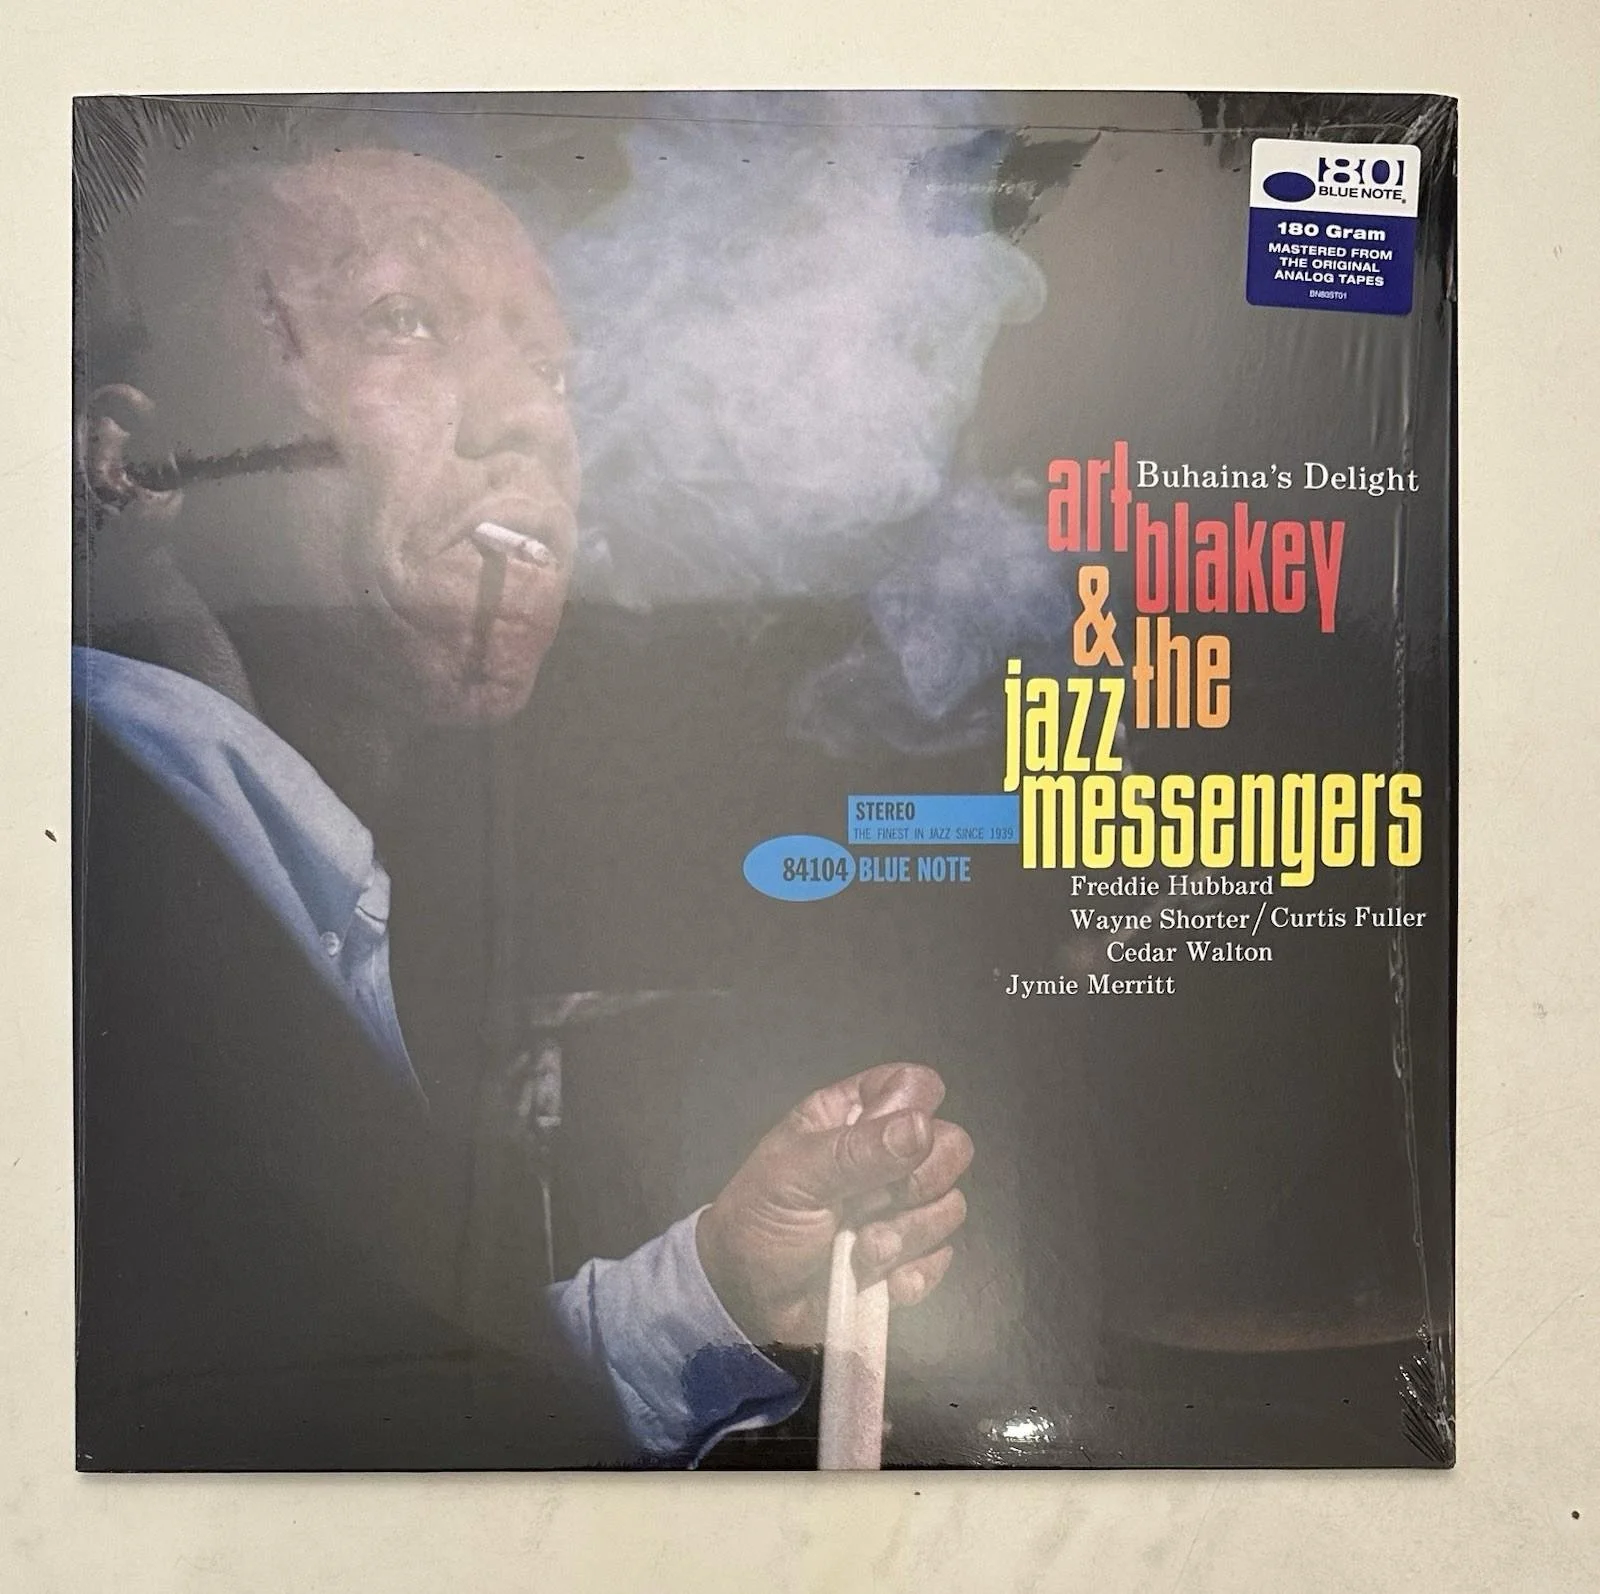 80
BLUE NOTE
180 Gram
MASTERED FROM
THE ORIGINAL
ANALOG TAPES
BN80ST01
Buhaina's Delight
art
blakey
& the
jazz
messengers
STEREO
THE FINEST IN JAZZ SINCE 1939
84104 BLUE NOTE
Freddie Hubbard
Wayne Shorter/Curtis Fuller
Cedar Walton
Jymie Merritt